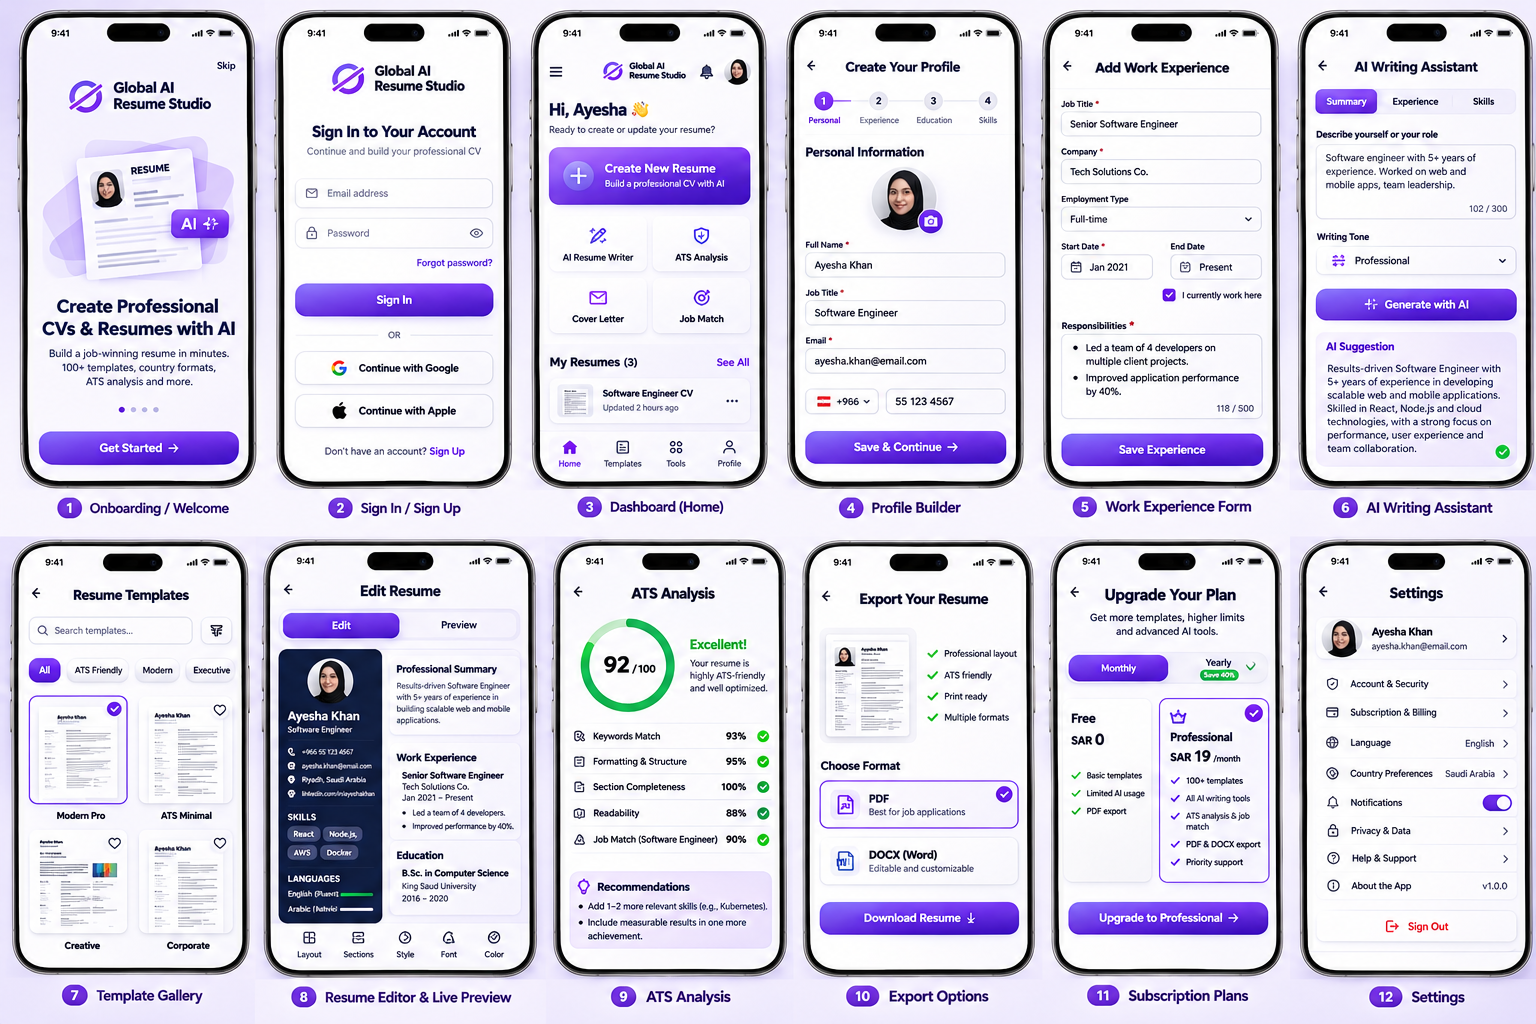 9:41
Skip
Global AI
Resume Studio
RESUME
AI
Create Professional
CVs & Resumes with AI
Build a job-winning resume in minutes.
100+ templates, country formats,
ATS analysis and more.
Get Started →
1 Onboarding / Welcome
9:41
Global AI
Resume Studio
Sign In to Your Account
Continue and build your professional CV
Email address
Password
Forgot password?
Sign In
OR
Continue with Google
Continue with Apple
Don't have an account? Sign Up
2 Sign In / Sign Up
9:41
Global AI
Resume Studio
Hi, Ayesha 👋
Ready to create or update your resume?
Create New Resume
Build a professional CV with AI
AI Resume Writer
ATS Analysis
Cover Letter
Job Match
My Resumes (3)
See All
Software Engineer CV
Updated 2 hours ago
Home
Templates
Tools
Profile
3 Dashboard (Home)
9:41
Create Your Profile
1 2 3 4
Personal Experience Education Skills
Personal Information
Full Name *
Ayesha Khan
Job Title *
Software Engineer
Email *
ayesha.khan@email.com
+966
55 123 4567
Save & Continue →
4 Profile Builder
9:41
Add Work Experience
Job Title *
Senior Software Engineer
Company *
Tech Solutions Co.
Employment Type
Full-time
Start Date *
End Date
Jan 2021
Present
I currently work here
Responsibilities *
• Led a team of 4 developers on
multiple client projects.
• Improved application performance
by 40%.
118 / 500
Save Experience
5 Work Experience Form
9:41
AI Writing Assistant
Summary
Experience
Skills
Describe yourself or your role
Software engineer with 5+ years of
experience. Worked on web and
mobile apps, team leadership.
102 / 300
Writing Tone
Professional
Generate with AI
AI Suggestion
Results-driven Software Engineer with
5+ years of experience in developing
scalable web and mobile applications.
Skilled in React, Node.js and cloud
technologies, with a strong focus on
performance, user experience and
team collaboration.
6 AI Writing Assistant
9:41
Resume Templates
Search templates...
All
ATS Friendly
Modern
Executive
Ayesha Khan
Ayesha Khan
Modern Pro
ATS Minimal
Ayesha Khan
Ayesha Khan
Creative
Corporate
7 Template Gallery
9:41
Edit Resume
Edit
Preview
Ayesha Khan
Software Engineer
+966 55 123 4567
ayesha.khan@email.com
Riyadh, Saudi Arabia
linkedin.com/in/ayeshakhan
SKILLS
React
Node.js,
AWS
Docker
LANGUAGES
English (Fluent)
Arabic (Native)
Professional Summary
Results-driven Software Engineer
with 5+ years of experience in
building scalable web and mobile
applications.
Work Experience
Senior Software Engineer
Tech Solutions Co.
Jan 2021 – Present
• Led a team of 4 developers.
• Improved performance by 40%.
Education
B.Sc. in Computer Science
King Saud University
2016 – 2020
Layout
Sections
Style
Font
Color
8 Resume Editor & Live Preview
9:41
ATS Analysis
92 /100
Excellent!
Your resume is
highly ATS-friendly
and well optimized.
Keywords Match 93%
Formatting & Structure 95%
Section Completeness 100%
Readability 88%
Job Match (Software Engineer) 90%
Recommendations
• Add 1–2 more relevant skills (e.g., Kubernetes).
• Include measurable results in one more
achievement.
9 ATS Analysis
9:41
Export Your Resume
Ayesha Khan
Professional layout
ATS friendly
Print ready
Multiple formats
Choose Format
PDF
Best for job applications
DOCX (Word)
Editable and customizable
Download Resume ↓
10 Export Options
9:41
Upgrade Your Plan
Get more templates, higher limits
and advanced AI tools.
Monthly
Yearly
Save 40%
Free
SAR 0
Basic templates
Limited AI usage
PDF export
Professional
SAR 19 /month
100+ templates
All AI writing tools
ATS analysis & job
match
PDF & DOCX export
Priority support
Upgrade to Professional →
11 Subscription Plans
9:41
Settings
Ayesha Khan
ayesha.khan@email.com
Account & Security
Subscription & Billing
Language English
Country Preferences Saudi Arabia
Notifications
Privacy & Data
Help & Support
About the App v1.0.0
Sign Out
12 Settings